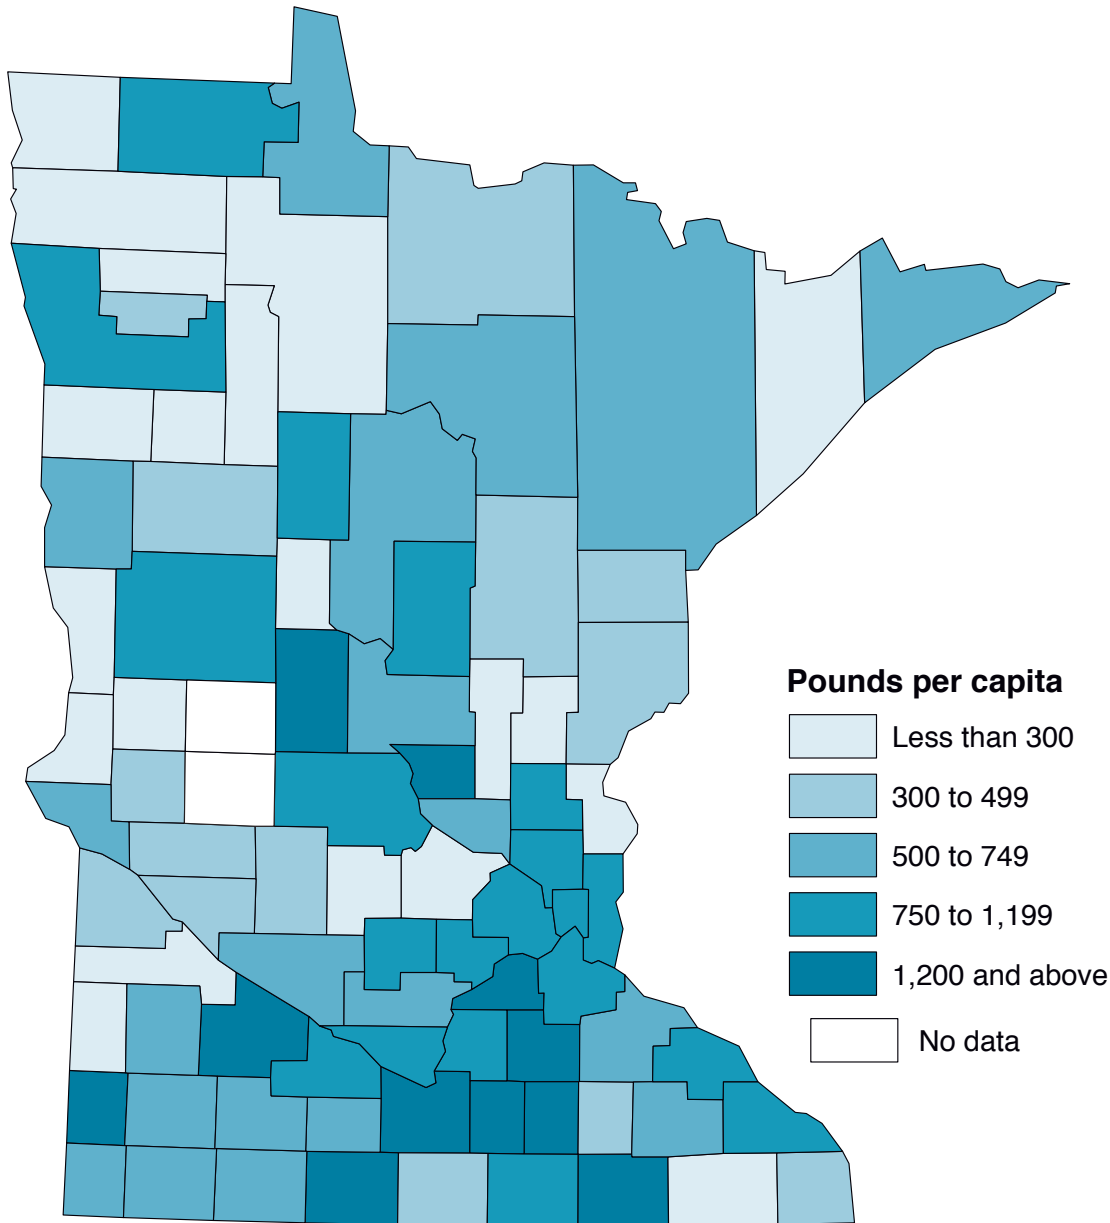 Pounds per capita
Less than 300
300 to 499
500 to 749
750 to 1,199
1,200 and above
No data